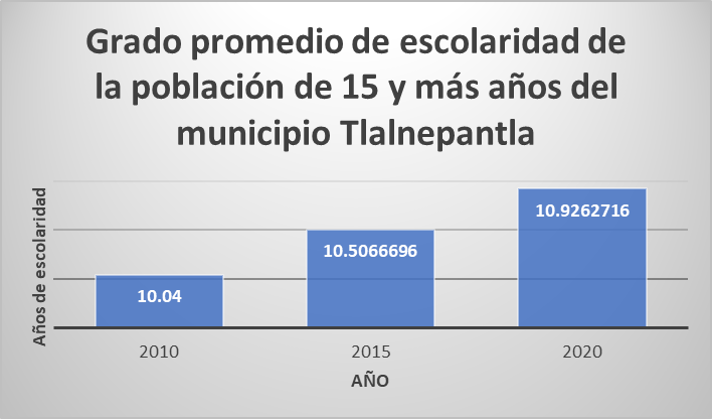 Grado promedio de escolaridad de
la población de 15 y más años del
municipio Tlalnepantla
Años de escolaridad
10.04
10.5066696
10.9262716
2010
2015
2020
AÑO